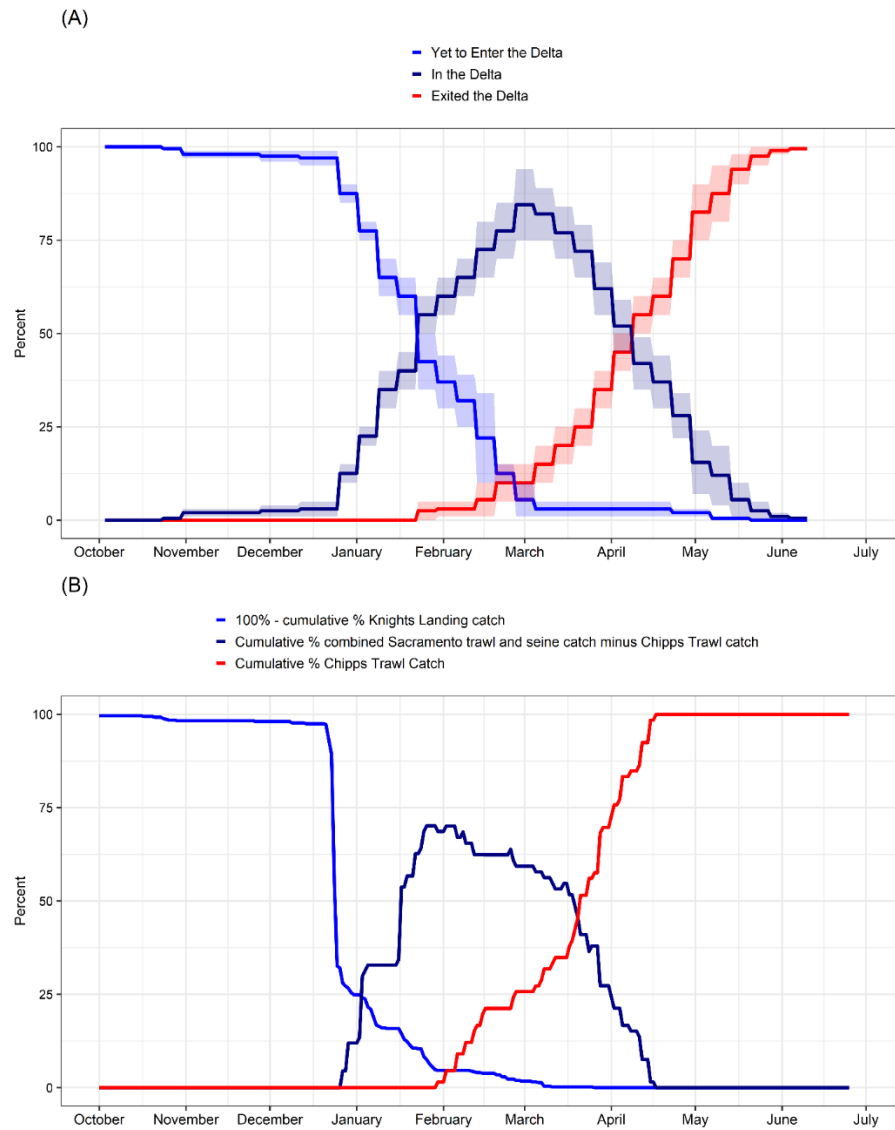 (A)
Yet to Enter the Delta
In the Delta
Exited the Delta
100
75
50
25
0
Percent
October November December January February March April May June July
(B)
100% - cumulative % Knights Landing catch
Cumulative % combined Sacramento trawl and seine catch minus Chipps Trawl catch
Cumulative % Chipps Trawl Catch
100
75
50
25
0
Percent
October November December January February March April May June July